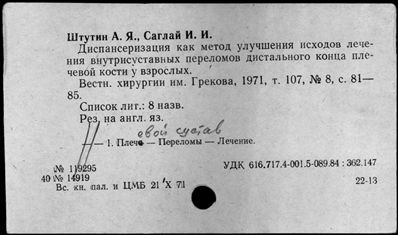 Штутин А. Я., Саглай И. И.
Диспансеризация как метод улучшения исходов лече-
ния внутрисуставных переломов дистального конца пле-
чевой кости у взрослых.
Вестн. хирургии им. Грекова, 1971, т. 107, № 8, с. 81—
85.
Список лит.: 8 назв.
Рез. на англ. яз.
евой сустав
— 1. Плечо — Переломы — Лечение.
№ 119295
УДК 616.717.4-001.5-089.84 : 362.147
40 № 14919
Вс. кн. пал. и ЦМБ 21 X 71
22-13